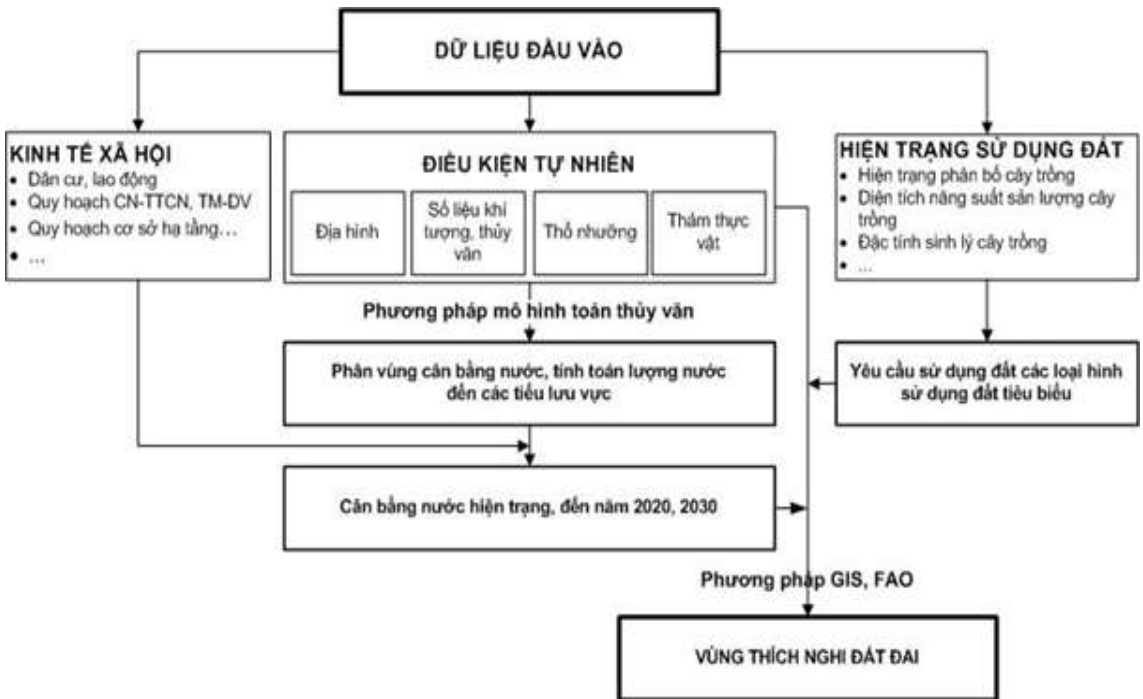 DỮ LIỆU ĐẦU VÀO
KINH TẾ XÃ HỘI
• Dân cư, lao động
• Quy hoạch CN-TTCN, TM-DV
• Quy hoạch cơ sở hạ tầng...
• ...
ĐIỀU KIỆN TỰ NHIÊN
Địa hình
Số liệu khí
tượng, thủy
văn
Thổ nhưỡng
Thảm thực
vật
HIỆN TRẠNG SỬ DỤNG ĐẤT
• Hiện trạng phân bố cây trồng
• Diện tích năng suất sản lượng cây
trồng
• Đặc tính sinh lý cây trồng
• ...
Phương pháp mô hình toán thủy văn
Phân vùng cân bằng nước, tính toán lượng nước
đến các tiểu lưu vực
Yêu cầu sử dụng đất các loại hình
sử dụng đất tiêu biểu
Cân bằng nước hiện trạng, đến năm 2020, 2030
Phương pháp GIS, FAO
VÙNG THÍCH NGHI ĐẤT ĐAI